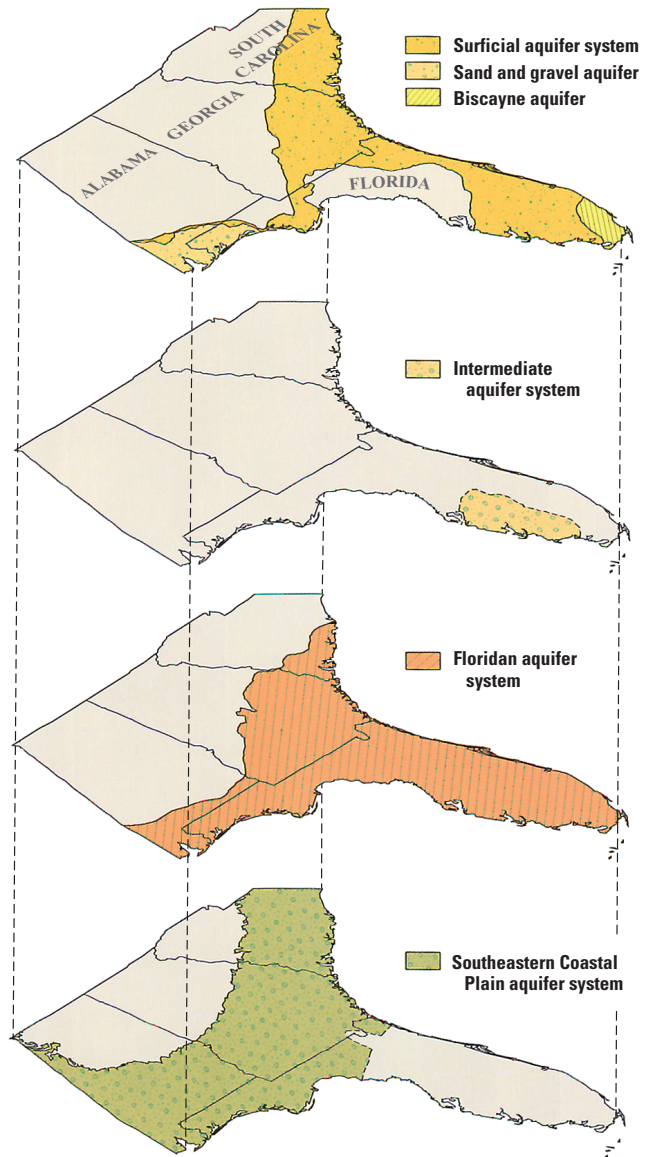 SOUTH
CAROLINA
GEORGIA
ALABAMA
FLORIDA
Surficial aquifer system
Sand and gravel aquifer
Biscayne aquifer
Intermediate
aquifer system
Floridan aquifer
system
Southeastern Coastal
Plain aquifer system